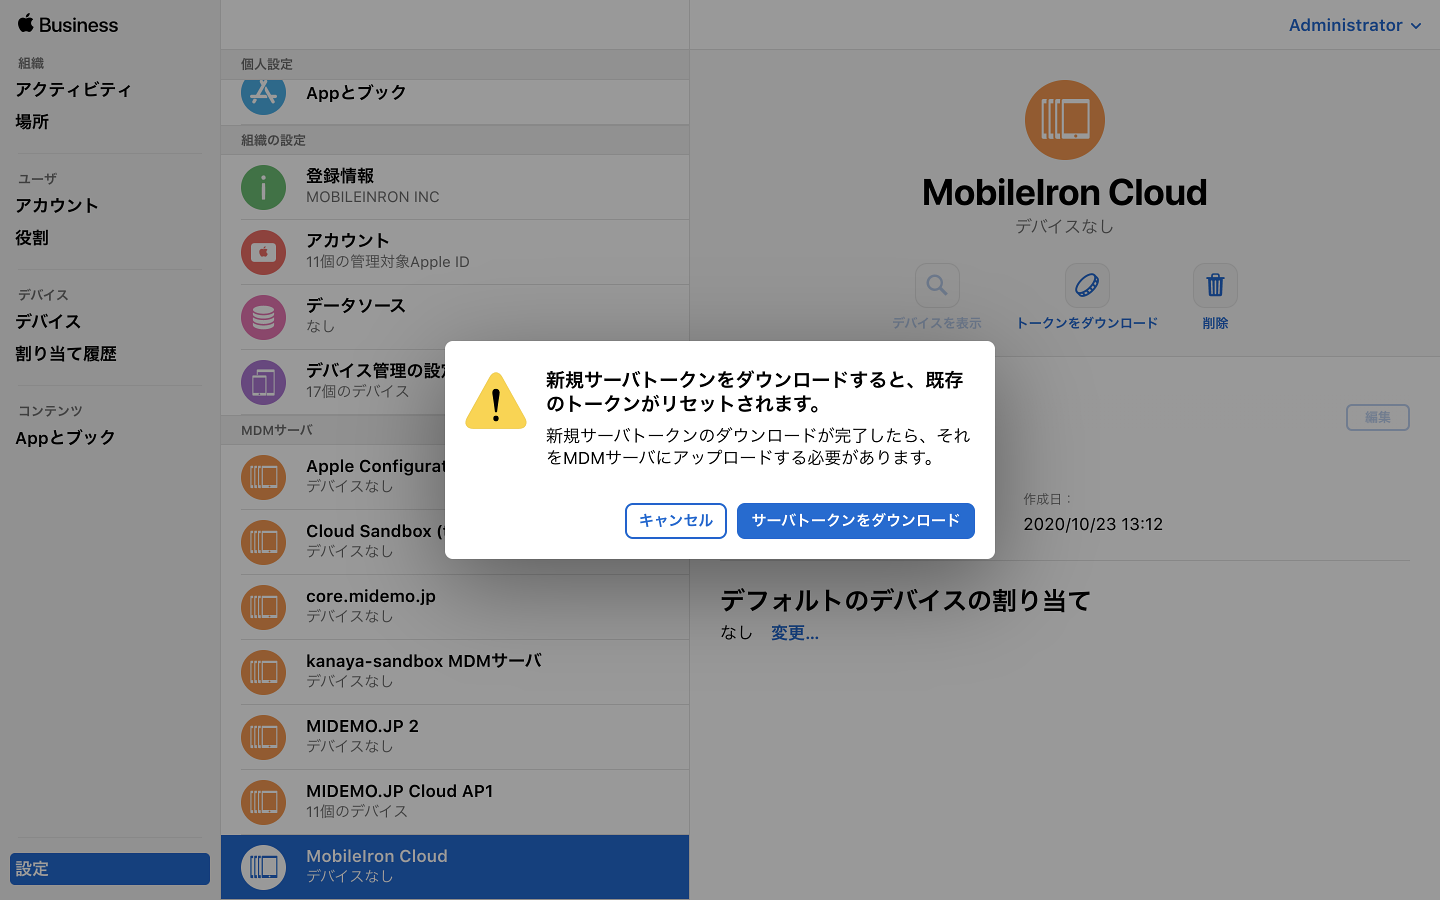 Business
組織
アクティビティ
場所
ユーザ
アカウント
役割
デバイス
デバイス
割り当て履歴
コンテンツ
Appとブック
設定
個人設定
Appとブック
組織の設定
登録情報
MOBILEINRON INC
アカウント
11個の管理対象Apple ID
データソース
なし
デバイス管理の設定
17個のデバイス
MDMサーバ
Apple Configurat
デバイスなし
Cloud Sandbox (
デバイスなし
core.midemo.jp
デバイスなし
kanaya-sandbox MDMサーバ
デバイスなし
MIDEMO.JP 2
デバイスなし
MIDEMO.JP Cloud AP1
11個のデバイス
MobileIron Cloud
デバイスなし
Administrator
MobileIron Cloud
デバイスなし
デバイスを表示
トークンをダウンロード
削除
新規サーバトークンをダウンロードすると、既存
のトークンがリセットされます。
新規サーバトークンのダウンロードが完了したら、それ
をMDMサーバにアップロードする必要があります。
キャンセル
サーバトークンをダウンロード
編集
作成日：
2020/10/23 13:12
デフォルトのデバイスの割り当て
なし 変更...